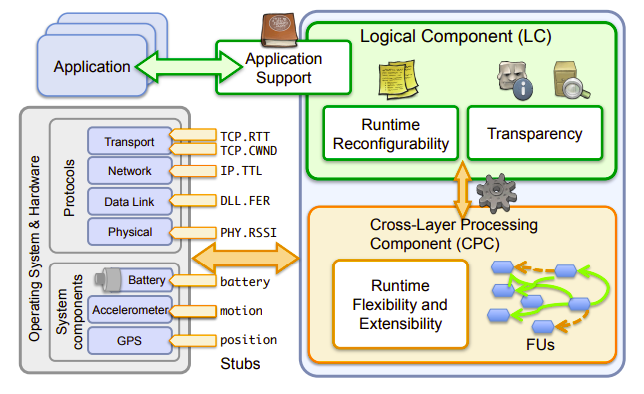 Application
Application
Support
Logical Component (LC)
Runtime
Reconfigurability
Transparency
Operating System & Hardware
Protocols
Transport
Network
Data Link
Physical
TCP.RTT
TCP.CWND
IP.TTL
DLL.FER
PHY.RSSI
System
components
Battery
Accelerometer
GPS
battery
motion
position
Stubs
Cross-Layer Processing
Component (CPC)
Runtime
Flexibility and
Extensibility
FUs